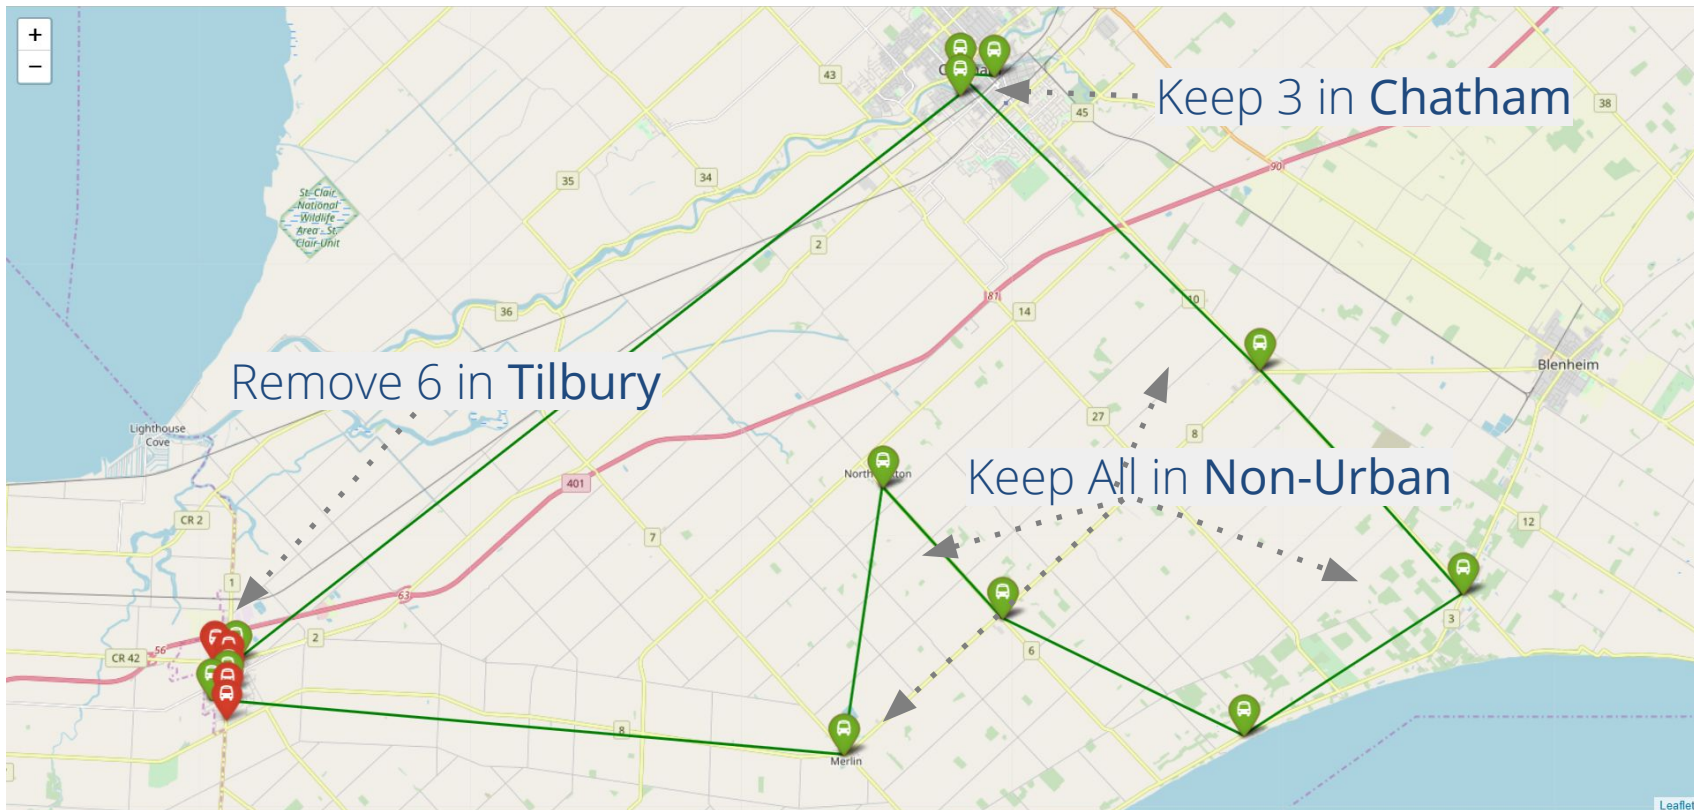 +
−
43
Keep 3 in Chatham
38
45
90
35
34
St. Clair
National
Wildlife
Area - St.
Clair Unit
2
81
10
36
14
Blenheim
Remove 6 in Tilbury
27
8
Lighthouse
Cove
Keep All in Non-Urban
401
CR 2
12
7
1
63
2
56
CR 42
3
6
8
Merlin
Leaflet